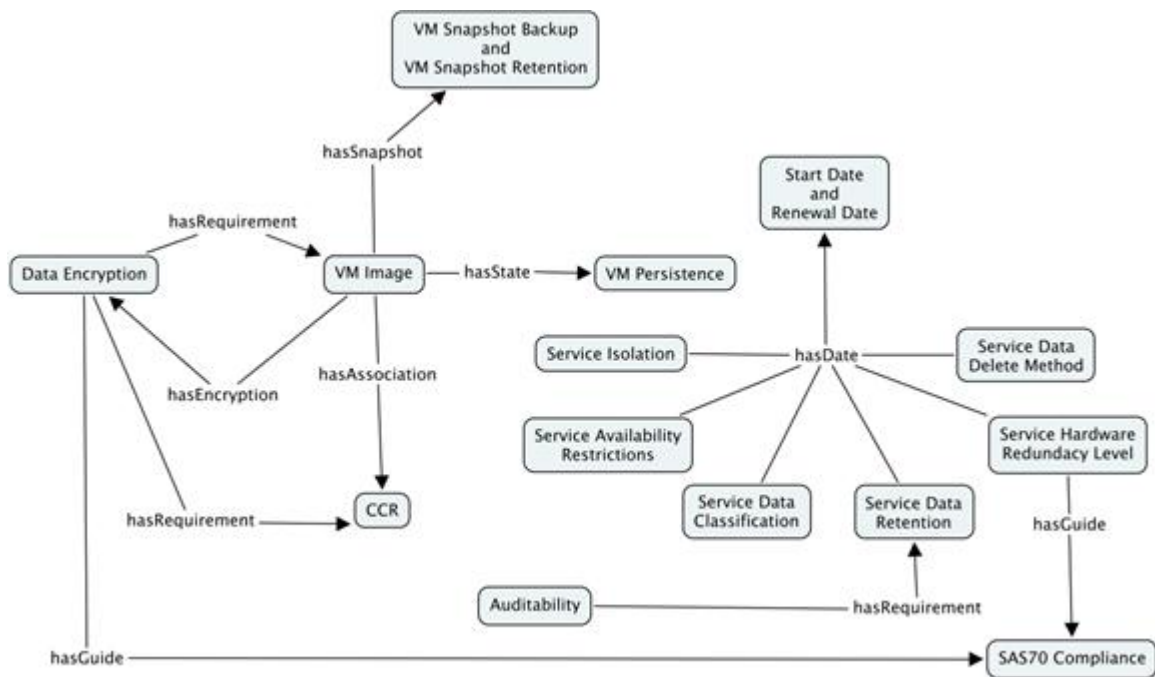 VM Snapshot Backup
and
VM Snapshot Retention
hasSnapshot
Start Date
and
Renewal Date
hasRequirement
Data Encryption
VM Image
hasState
VM Persistence
Service Isolation
hasDate
Service Data
Delete Method
hasAssociation
hasEncryption
Service Availability
Restrictions
Service Hardware
Redundacy Level
Service Data
Classification
Service Data
Retention
hasRequirement
CCR
hasGuide
Auditability
hasRequirement
hasGuide
SAS70 Compliance